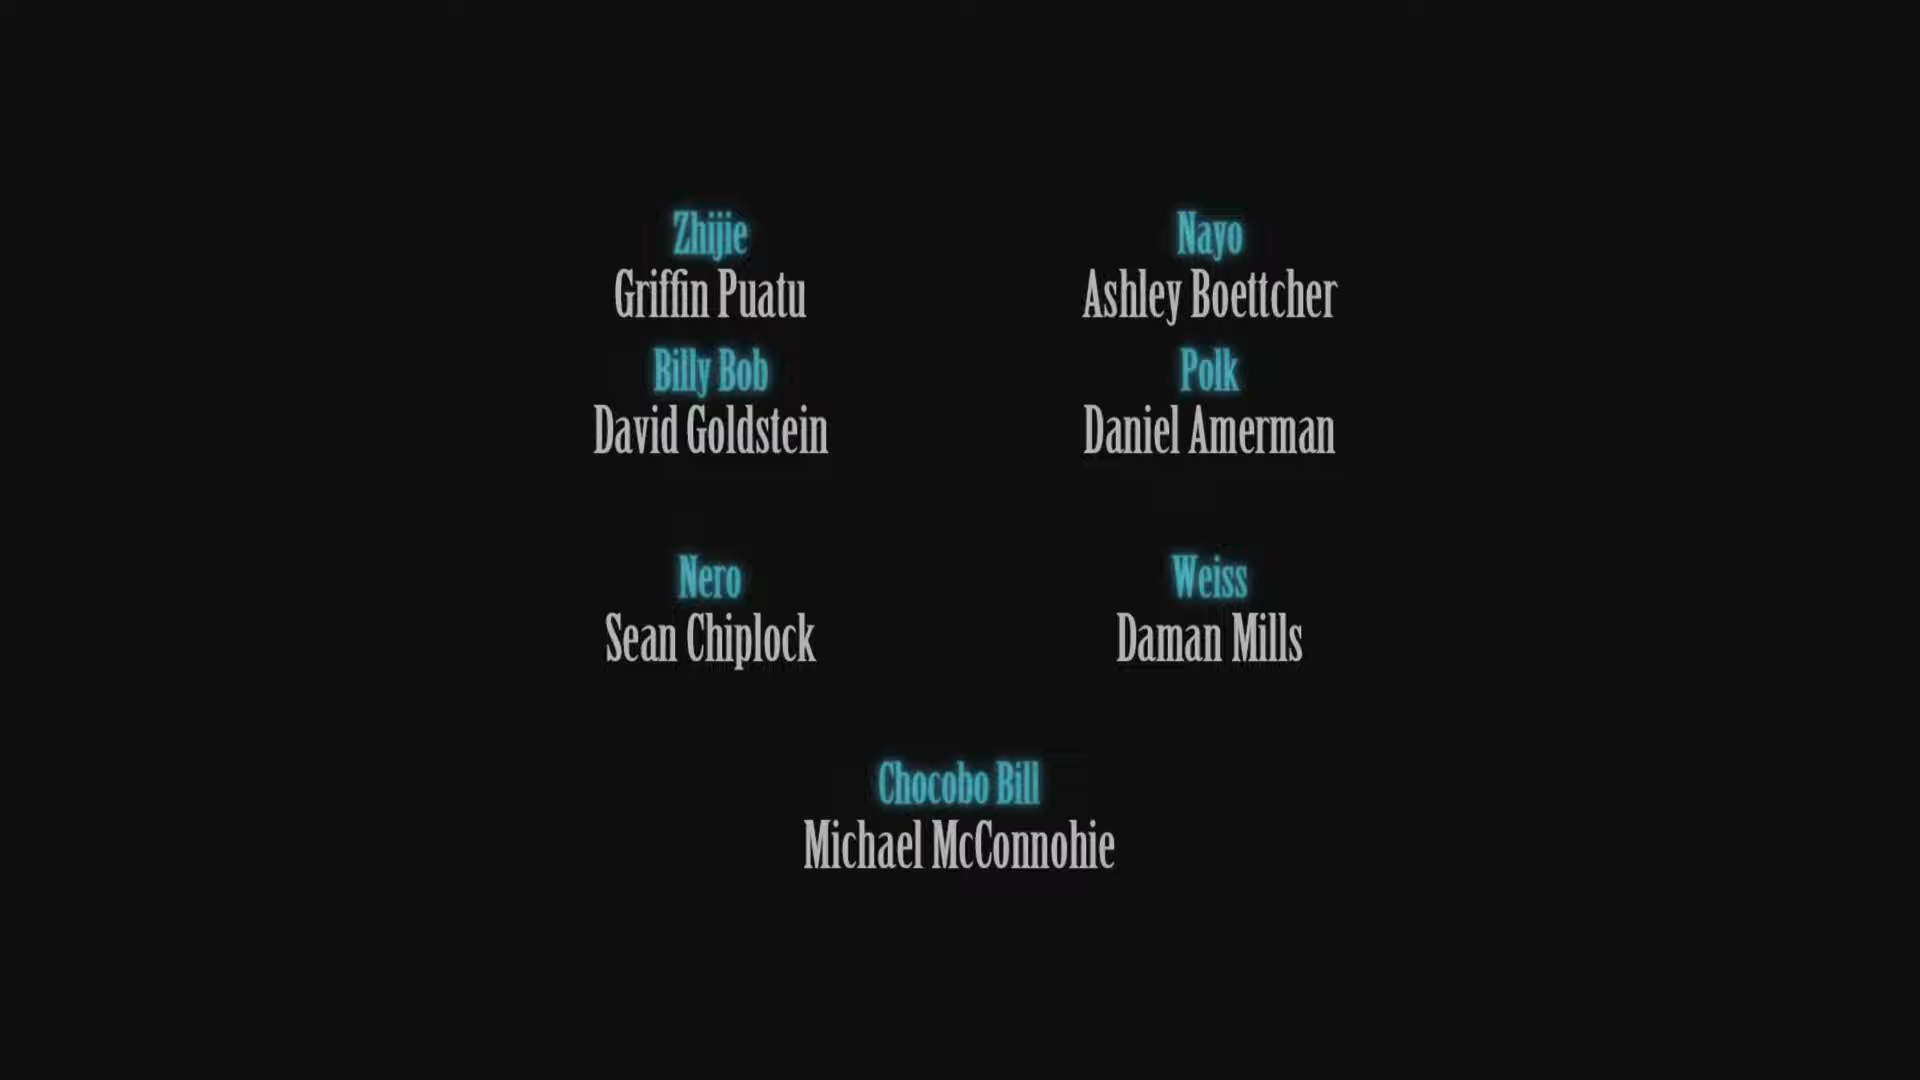 Zhijie
Griffin Puatu
Nayo
Ashley Boettcher
Billy Bob
David Goldstein
Polk
Daniel Amerman
Nero
Sean Chiplock
Weiss
Daman Mills
Chocobo Bill
Michael McConnohie